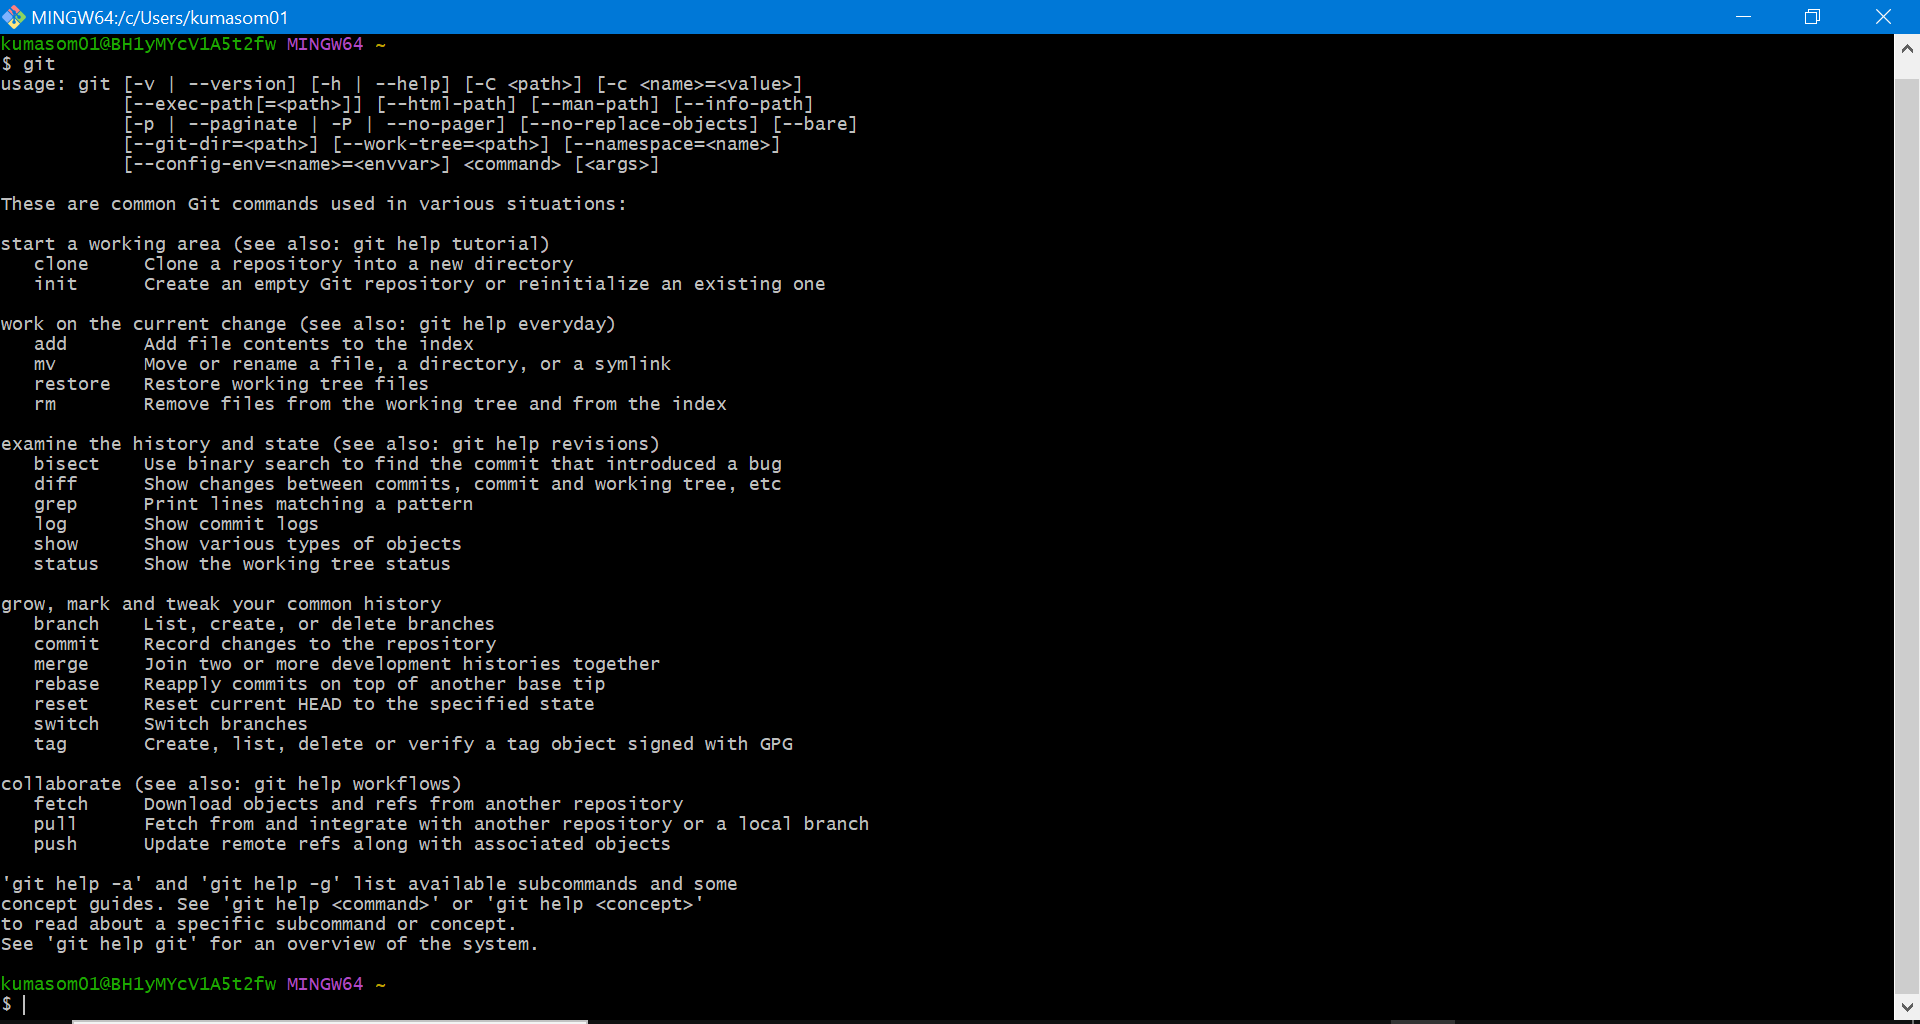 MINGW64:/c/Users/kumasom01
kumasom01@BH1yMYcV1A5t2fw MINGW64 ~
$ git
usage: git [-v | --version] [-h | --help] [-C <path>] [-c <name>=<value>]
           [--exec-path[=<path>]] [--html-path] [--man-path] [--info-path]
           [-p | --paginate | -P | --no-pager] [--no-replace-objects] [--bare]
           [--git-dir=<path>] [--work-tree=<path>] [--namespace=<name>]
           [--config-env=<name>=<envvar>] <command> [<args>]

These are common Git commands used in various situations:

start a working area (see also: git help tutorial)
   clone     Clone a repository into a new directory
   init      Create an empty Git repository or reinitialize an existing one

work on the current change (see also: git help everyday)
   add       Add file contents to the index
   mv        Move or rename a file, a directory, or a symlink
   restore   Restore working tree files
   rm        Remove files from the working tree and from the index

examine the history and state (see also: git help revisions)
   bisect    Use binary search to find the commit that introduced a bug
   diff      Show changes between commits, commit and working tree, etc
   grep      Print lines matching a pattern
   log       Show commit logs
   show      Show various types of objects
   status    Show the working tree status

grow, mark and tweak your common history
   branch    List, create, or delete branches
   commit    Record changes to the repository
   merge     Join two or more development histories together
   rebase    Reapply commits on top of another base tip
   reset     Reset current HEAD to the specified state
   switch    Switch branches
   tag       Create, list, delete or verify a tag object signed with GPG

collaborate (see also: git help workflows)
   fetch     Download objects and refs from another repository
   pull      Fetch from and integrate with another repository or a local branch
   push      Update remote refs along with associated objects

'git help -a' and 'git help -g' list available subcommands and some
concept guides. See 'git help <command>' or 'git help <concept>'
to read about a specific subcommand or concept.
See 'git help git' for an overview of the system.

kumasom01@BH1yMYcV1A5t2fw MINGW64 ~
$